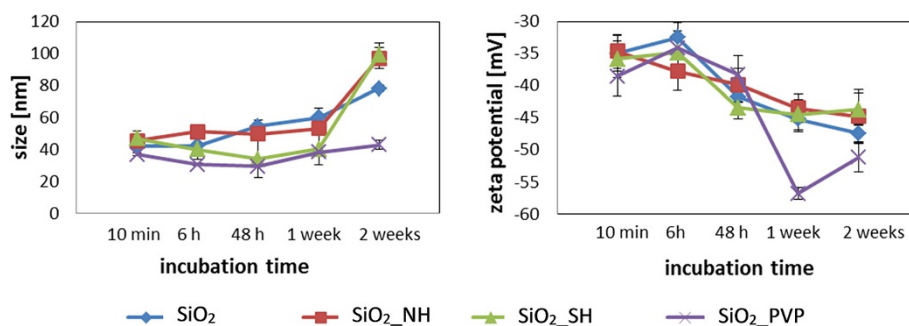 120
100
80
60
40
20
0
size [nm]
10 min 6 h 48 h 1 week 2 weeks
incubation time
-30
-35
-40
-45
-50
-55
-60
zeta potential [mV]
10 min 6h 48 h 1 week 2 weeks
incubation time
SiO₂ SiO₂_NH SiO₂_SH SiO₂_PVP